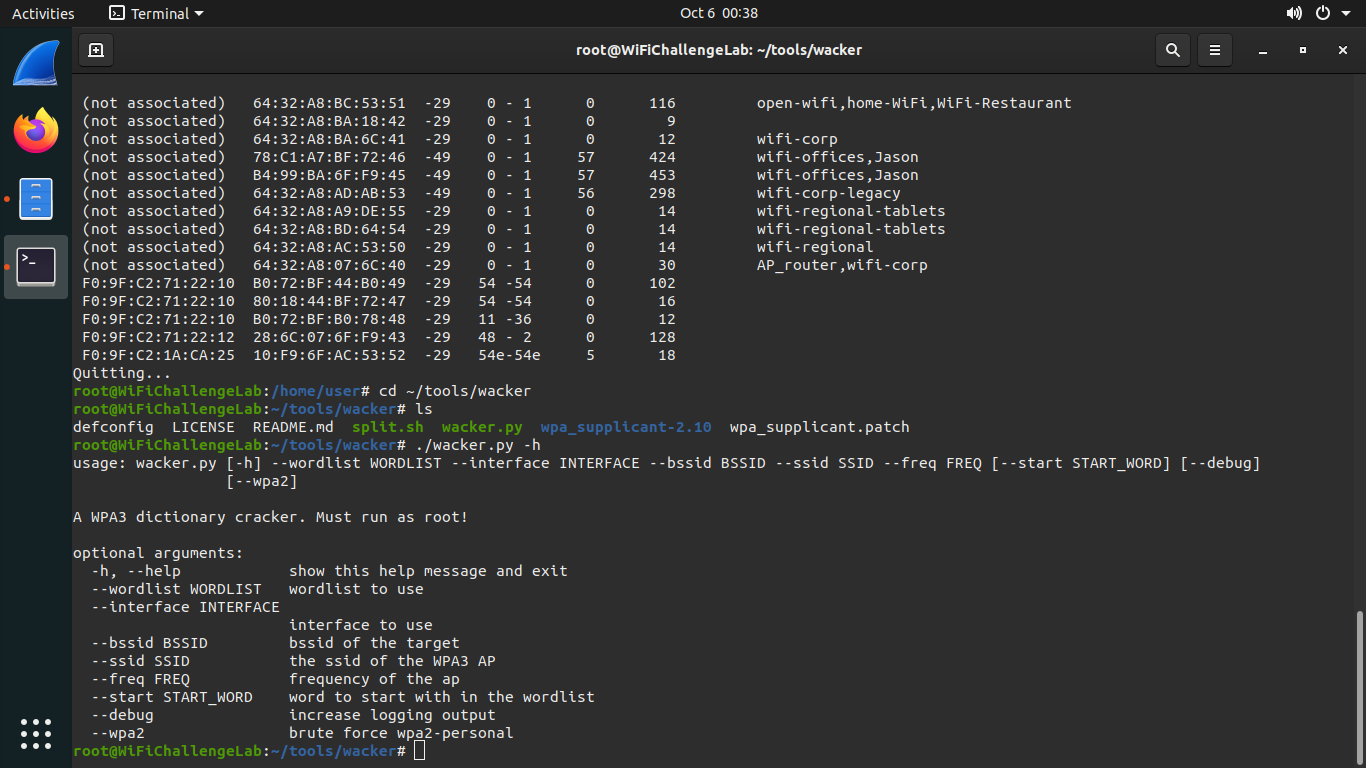 Activities Terminal Oct 6 00:38
root@WiFiChallengeLab: ~/tools/wacker
(not associated) 64:32:A8:BC:53:51 -29 0 - 1 0 116 open-wifi,home-WiFi,WiFi-Restaurant
(not associated) 64:32:A8:BA:18:42 -29 0 - 1 0 9
(not associated) 64:32:A8:BA:6C:41 -29 0 - 1 0 12 wifi-corp
(not associated) 78:C1:A7:BF:72:46 -49 0 - 1 57 424 wifi-offices,Jason
(not associated) B4:99:BA:6F:F9:45 -49 0 - 1 57 453 wifi-offices,Jason
(not associated) 64:32:A8:AD:AB:53 -49 0 - 1 56 298 wifi-corp-legacy
(not associated) 64:32:A8:A9:DE:55 -29 0 - 1 0 14 wifi-regional-tablets
(not associated) 64:32:A8:BD:64:54 -29 0 - 1 0 14 wifi-regional-tablets
(not associated) 64:32:A8:AC:53:50 -29 0 - 1 0 14 wifi-regional
(not associated) 64:32:A8:07:6C:40 -29 0 - 1 0 30 AP_router,wifi-corp
F0:9F:C2:71:22:10 B0:72:BF:44:B0:49 -29 54 -54 0 102
F0:9F:C2:71:22:10 80:18:44:BF:72:47 -29 54 -54 0 16
F0:9F:C2:71:22:10 B0:72:BF:B0:78:48 -29 11 -36 0 12
F0:9F:C2:71:22:12 28:6C:07:6F:F9:43 -29 48 - 2 0 128
F0:9F:C2:1A:CA:25 10:F9:6F:AC:53:52 -29 54e-54e 5 18
Quitting...
root@WiFiChallengeLab:/home/user# cd ~/tools/wacker
root@WiFiChallengeLab:~/tools/wacker# ls
defconfig LICENSE README.md split.sh wacker.py wpa_supplicant-2.10 wpa_supplicant.patch
root@WiFiChallengeLab:~/tools/wacker# ./wacker.py -h
usage: wacker.py [-h] --wordlist WORDLIST --interface INTERFACE --bssid BSSID --ssid SSID --freq FREQ [--start START_WORD] [--debug]
[--wpa2]
A WPA3 dictionary cracker. Must run as root!
optional arguments:
-h, --help show this help message and exit
--wordlist WORDLIST wordlist to use
--interface INTERFACE
interface to use
--bssid BSSID bssid of the target
--ssid SSID the ssid of the WPA3 AP
--freq FREQ frequency of the ap
--start START_WORD word to start with in the wordlist
--debug increase logging output
--wpa2 brute force wpa2-personal
root@WiFiChallengeLab:~/tools/wacker#